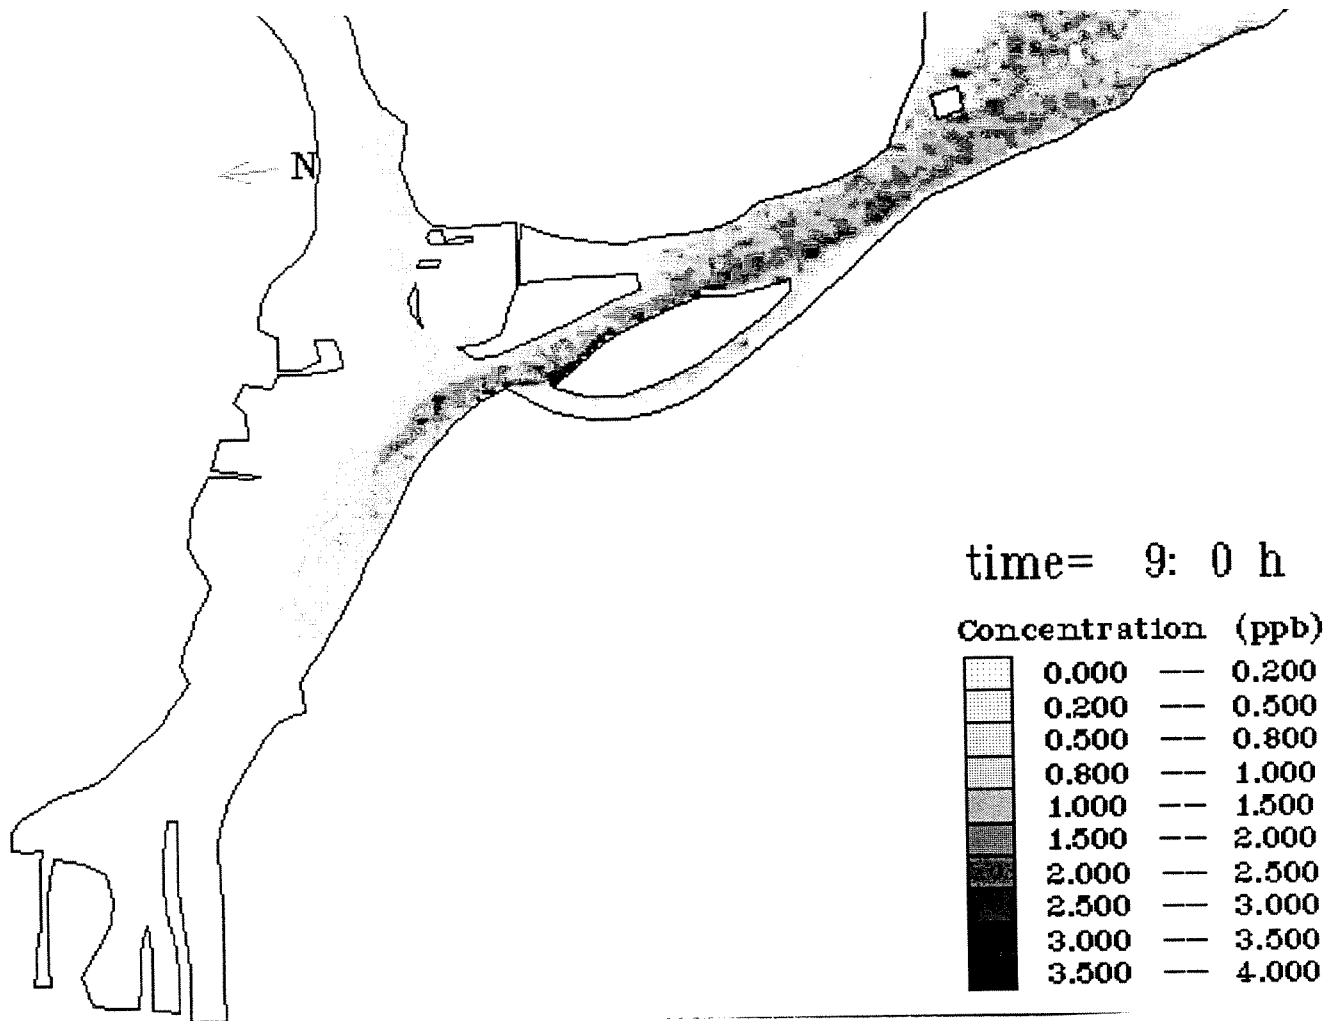 N
time= 9: 0 h
Concentration (ppb)
0.000 –– 0.200
0.200 –– 0.500
0.500 –– 0.800
0.800 –– 1.000
1.000 –– 1.500
1.500 –– 2.000
2.000 –– 2.500
2.500 –– 3.000
3.000 –– 3.500
3.500 –– 4.000